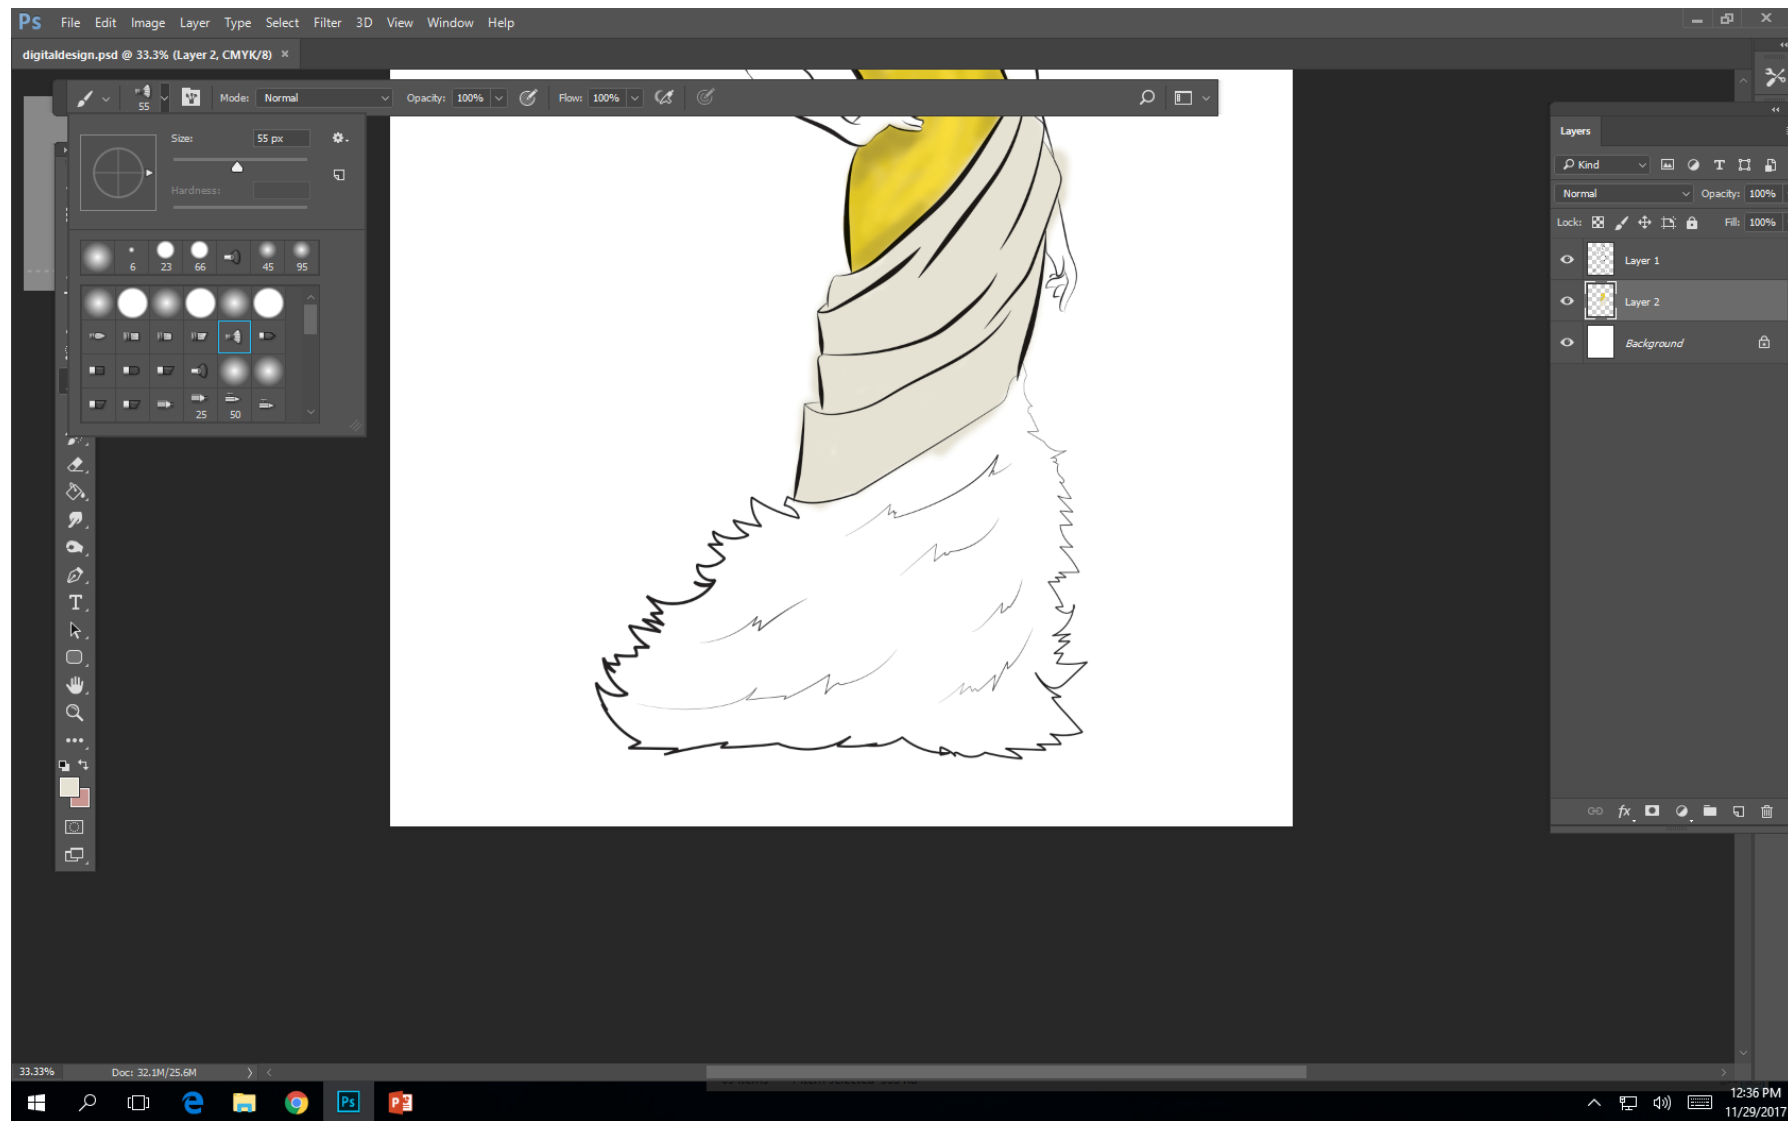 Ps File Edit Image Layer Type Select Filter 3D View Window Help
digitaldesign.psd @ 33.3% (Layer 2, CMYK/8) ×
55 Mode: Normal Opacity: 100% Flow: 100%
Size: 55 px
Hardness:
6 23 66 45 95
25 50
Layers
Kind
Normal Opacity: 100%
Lock: Fill: 100%
Layer 1
Layer 2
Background
33.33% Doc: 32.1M/25.6M
Ps
12:36 PM
11/29/2017